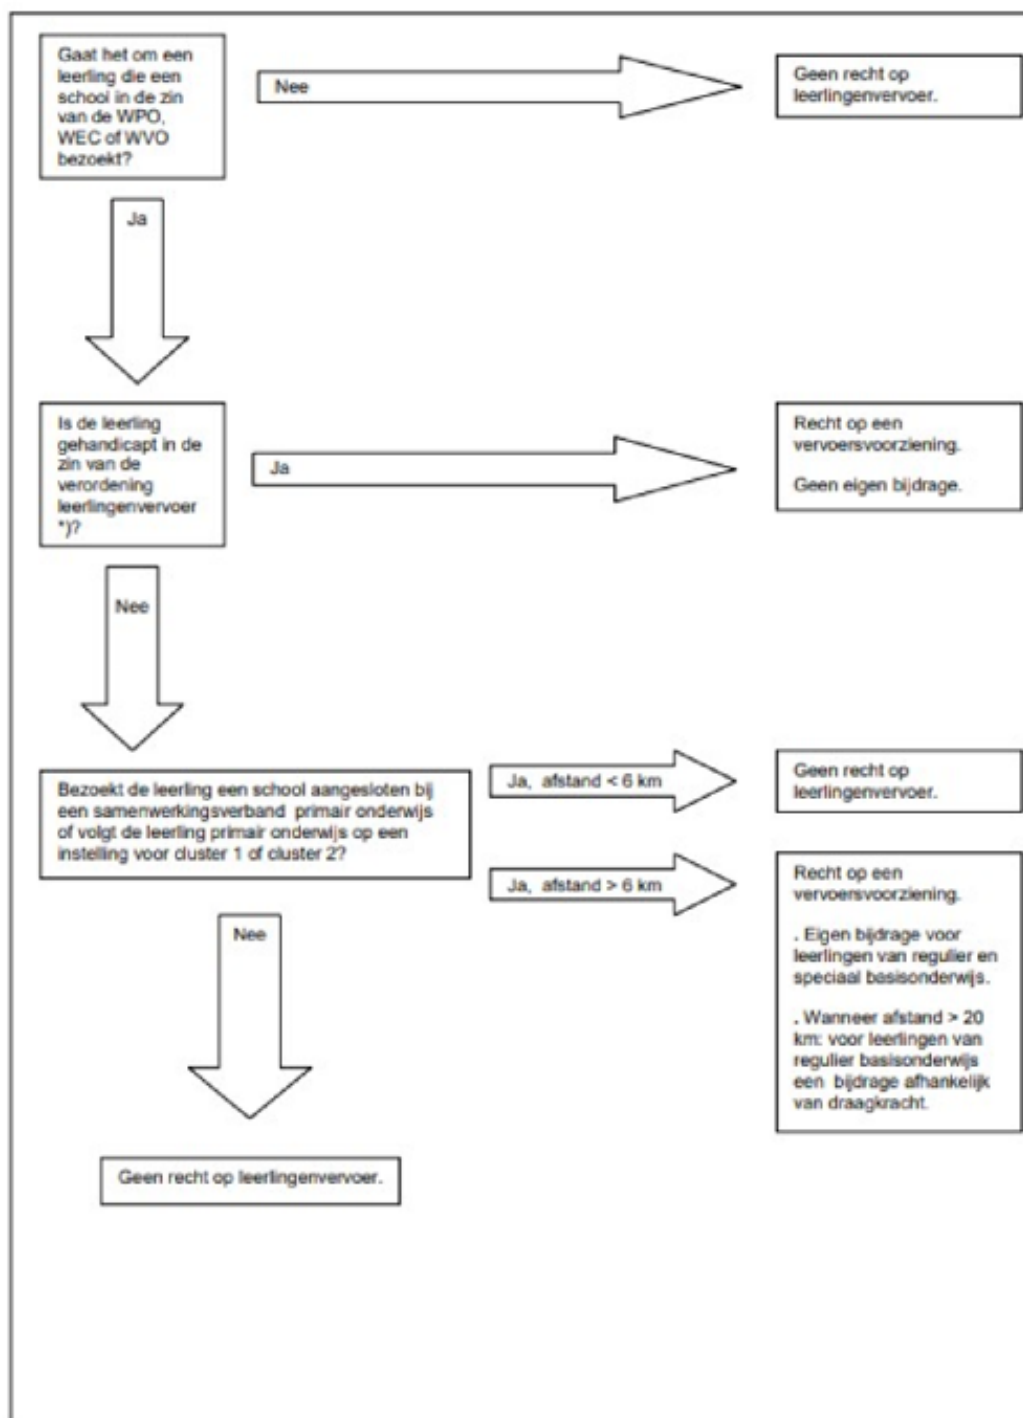 Gaat het om een
leerling die een
school in de zin
van de WPO,
WEC of WVO
bezoekt?
Nee
Geen recht op
leerlingenvervoer.
Ja
Is de leerling
gehandicapt in de
zin van de
verordening
leerlingenvervoer
*)?
Ja
Recht op een
vervoersvoorziening.
Geen eigen bijdrage.
Nee
Bezoekt de leerling een school aangesloten bij
een samenwerkingsverband primair onderwijs
of volgt de leerling primair onderwijs op een
instelling voor cluster 1 of cluster 2?
Ja, afstand < 6 km
Geen recht op
leerlingenvervoer.
Ja, afstand > 6 km
Recht op een
vervoersvoorziening.
. Eigen bijdrage voor
leerlingen van regulier en
speciaal basisonderwijs.
. Wanneer afstand > 20
km: voor leerlingen van
regulier basisonderwijs
een bijdrage afhankelijk
van draagkracht.
Nee
Geen recht op leerlingenvervoer.